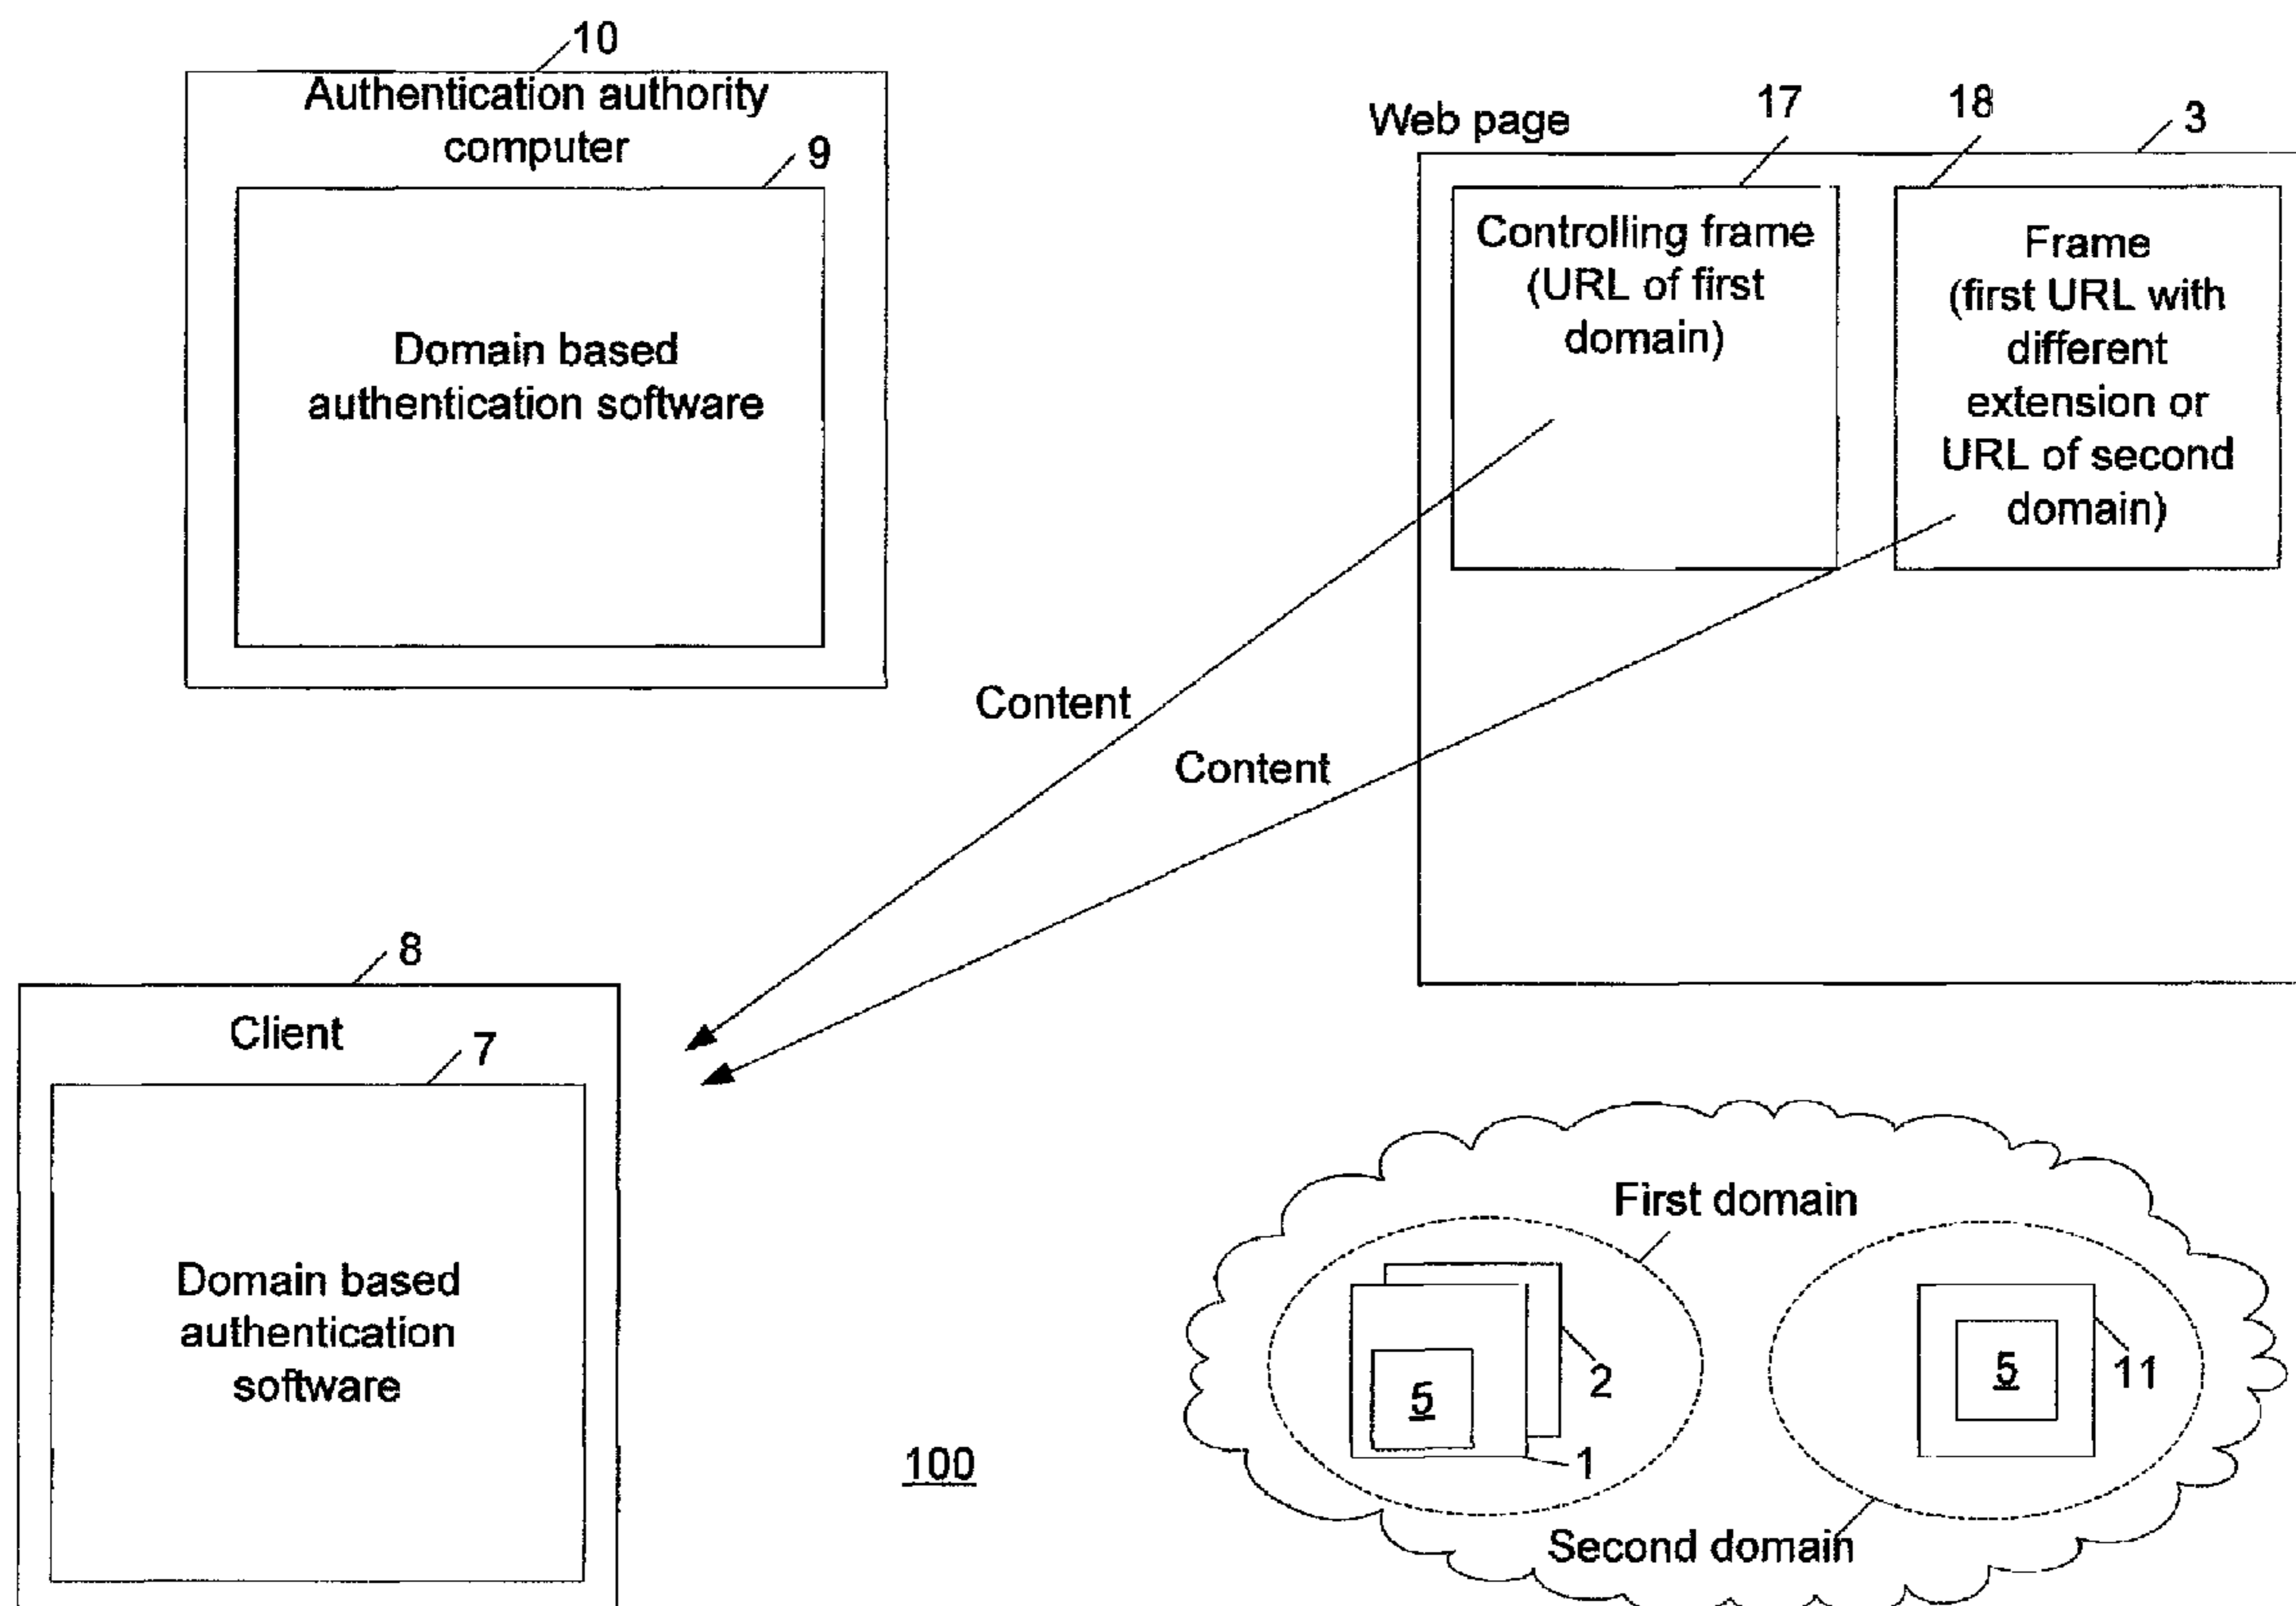 10
Authentication authority
computer
9
Domain based
authentication software
Web page
17
18
3
Controlling frame
(URL of first
domain)
Frame
(first URL with
different
extension or
URL of second
domain)
Content
Content
8
Client
7
Domain based
authentication
software
100
First domain
5
2
1
5
11
Second domain